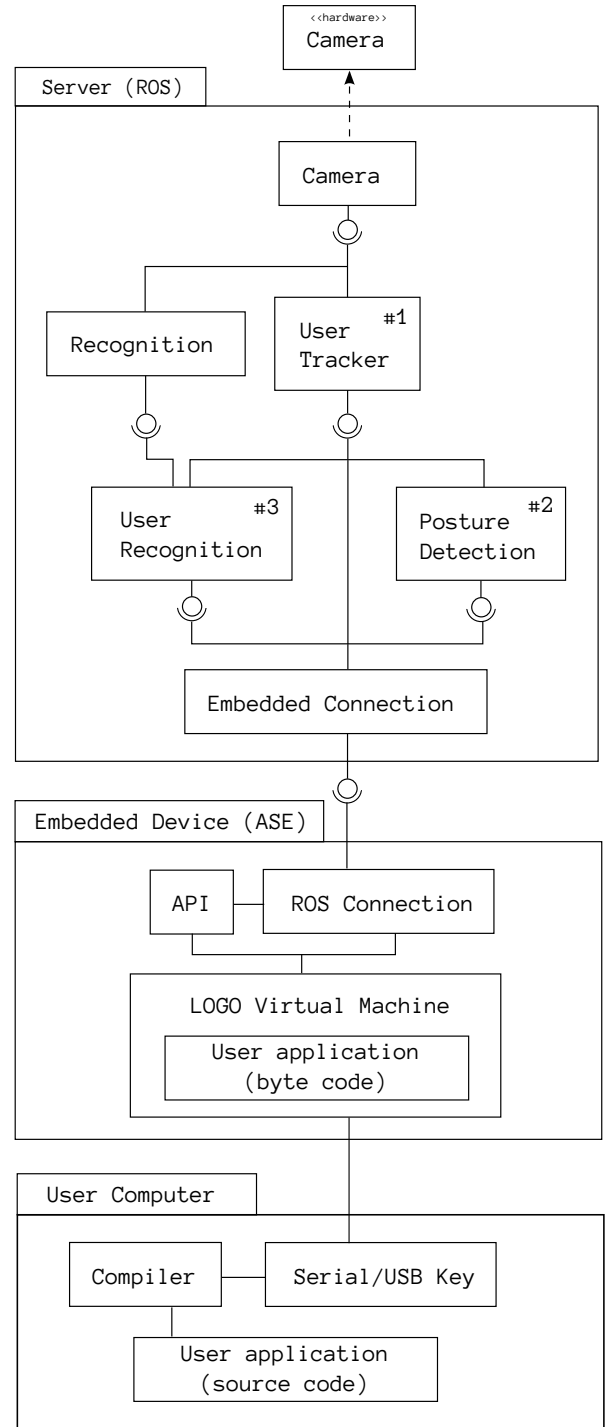 <<hardware>>
Camera
Server (ROS)
Camera
Recognition
User
Tracker
#1
User
Recognition
#3
Posture
Detection
#2
Embedded Connection
Embedded Device (ASE)
API
ROS Connection
LOGO Virtual Machine
User application
(byte code)
User Computer
Compiler
Serial/USB Key
User application
(source code)